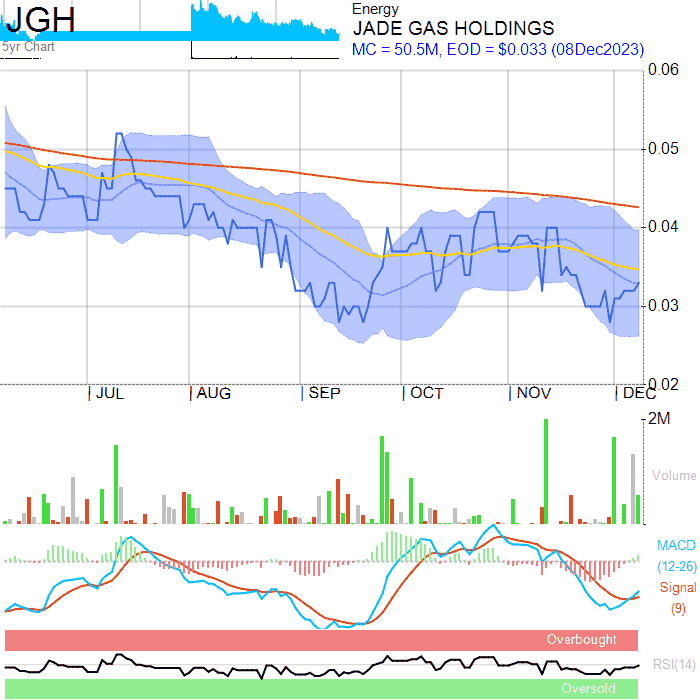 JGH
5yr Chart
Energy
JADE GAS HOLDINGS
MC = 50.5M, EOD = $0.033 (08Dec2023)
0.06
0.05
0.04
0.03
0.02
JUL AUG SEP OCT NOV DEC
2M
Volume
MACD
(12-26)
Signal
(9)
Overbought
RSI(14)
Oversold